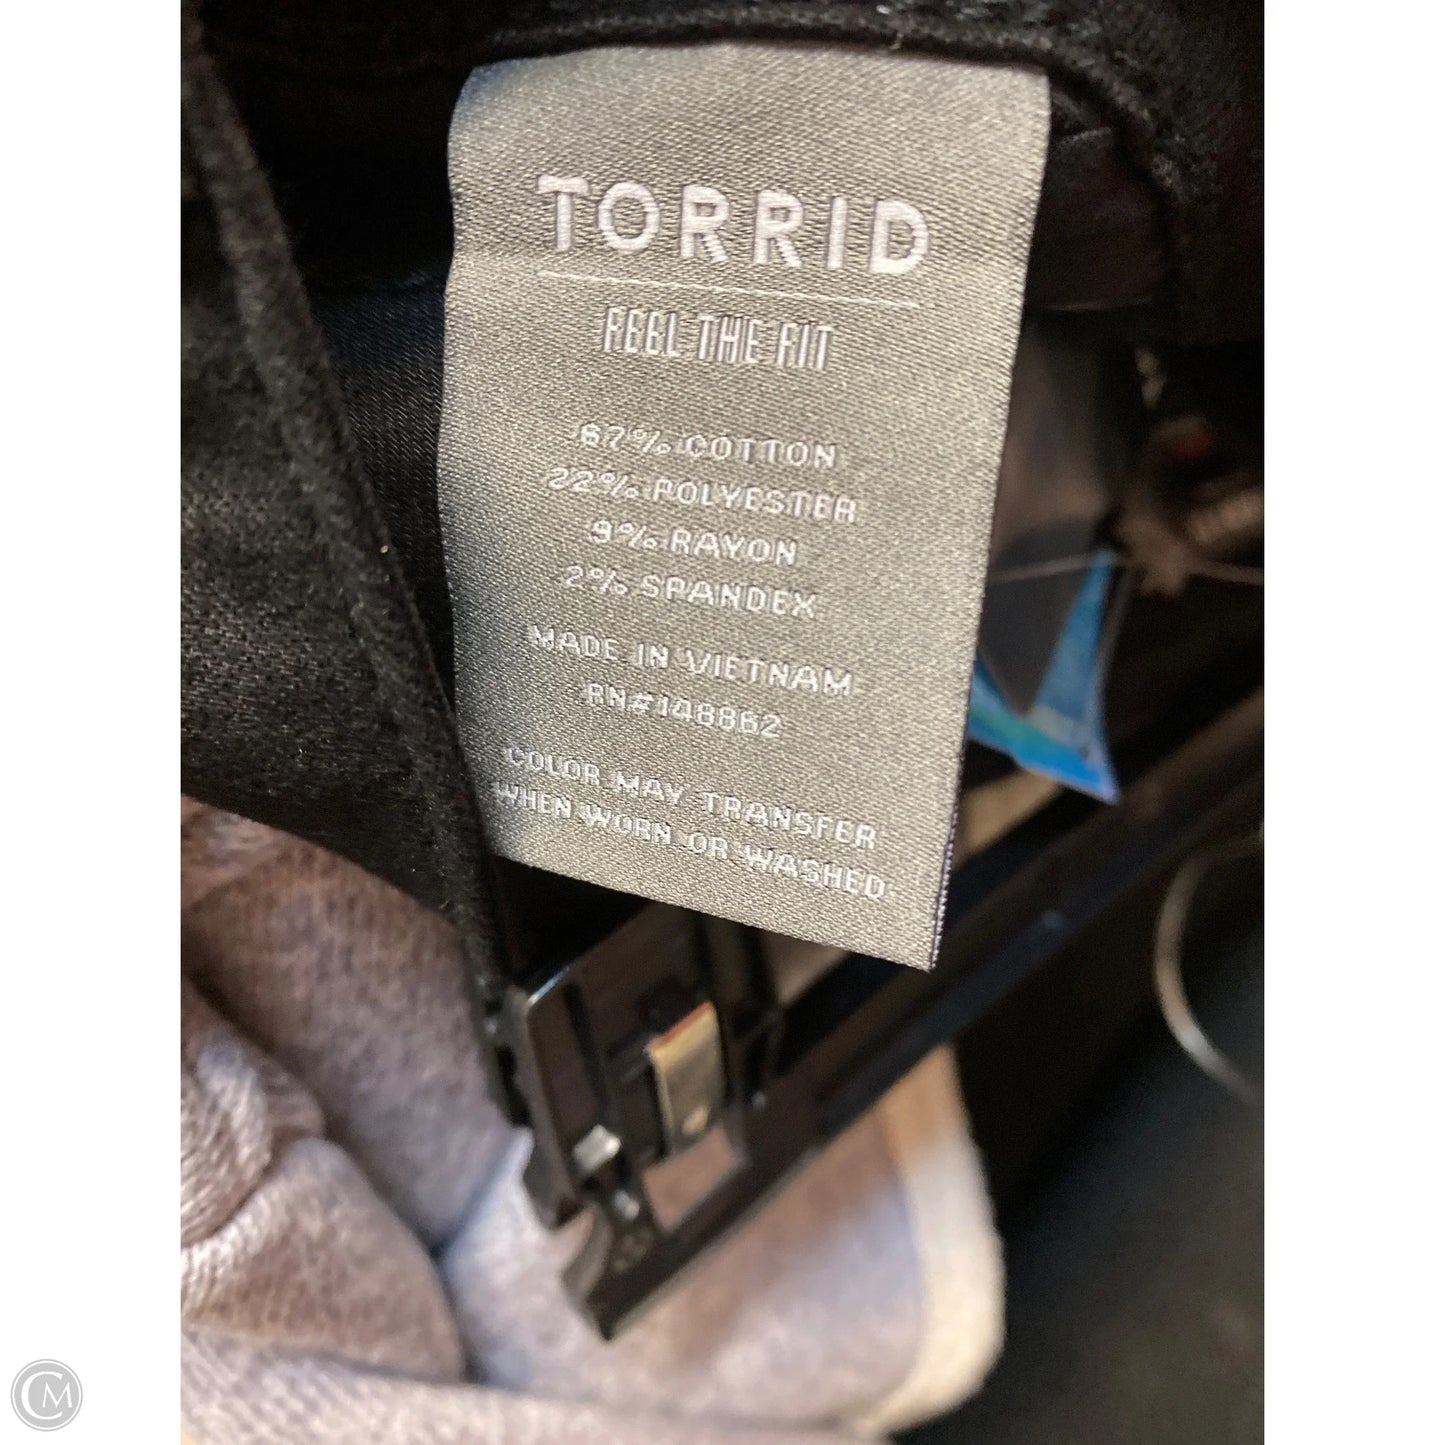 TORRID
FEEL THE FIT
67% COTTON
22% POLYESTER
9% RAYON
2% SPANDEX
MADE IN VIETNAM
RN#148862
COLOR MAY TRANSFER
WHEN WORN OR WASHED
CM